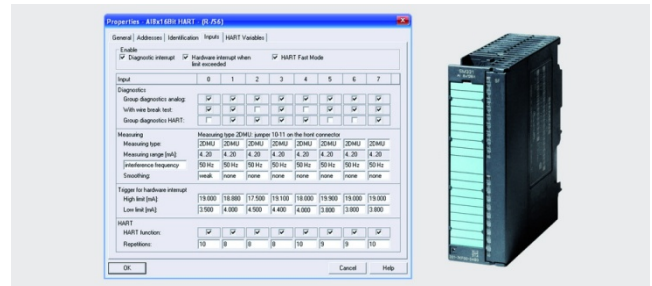 Properties - AI8x16Bit HART - (R-/S6)
General Addresses Identification Inputs HART Variables
Enable
Diagnostic interrupt Hardware interrupt when limit exceeded HART Fast Mode
Input 0 1 2 3 4 5 6 7
Diagnostics
Group diagnostics analog:
With wire break test:
Group diagnostics HART:
Measuring Measuring type 2DMU: jumper 10-11 on the front connector
Measuring type: 2DMU 2DMU 2DMU 2DMU 2DMU 2DMU 2DMU 2DMU
Measuring range [mA]: 4..20 4..20 4..20 4..20 4..20 4..20 4..20 4..20
interference frequency 50 Hz 50 Hz 50 Hz 50 Hz 50 Hz 50 Hz 50 Hz 50 Hz
Smoothing: weak none none none none none none none
Trigger for hardware interrupt
High limit [mA]: 19.000 18.880 17.500 19.100 18.000 19.900 19.000 19.000
Low limit [mA]: 3.500 4.000 4.500 4.400 4.000 3.800 3.800 3.800
HART
HART function:
Repetitions: 10 8 8 8 10 9 9 10
OK Cancel Help